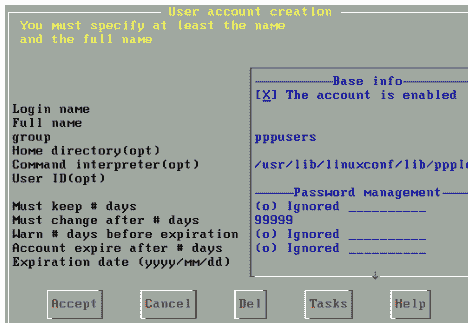 User account creation
You must specify at least the name
and the full name
Base info
[X] The account is enabled
Login name
Full name
group pppusers
Home directory(opt)
Command interpreter(opt) /usr/lib/linuxconf/lib/ppplo
User ID(opt)
Password management
Must keep # days (o) Ignored __________
Must change after # days 99999
Warn # days before expiration (o) Ignored __________
Account expire after # days (o) Ignored __________
Expiration date (yyyy/mm/dd)
Accept Cancel Del Tasks Help